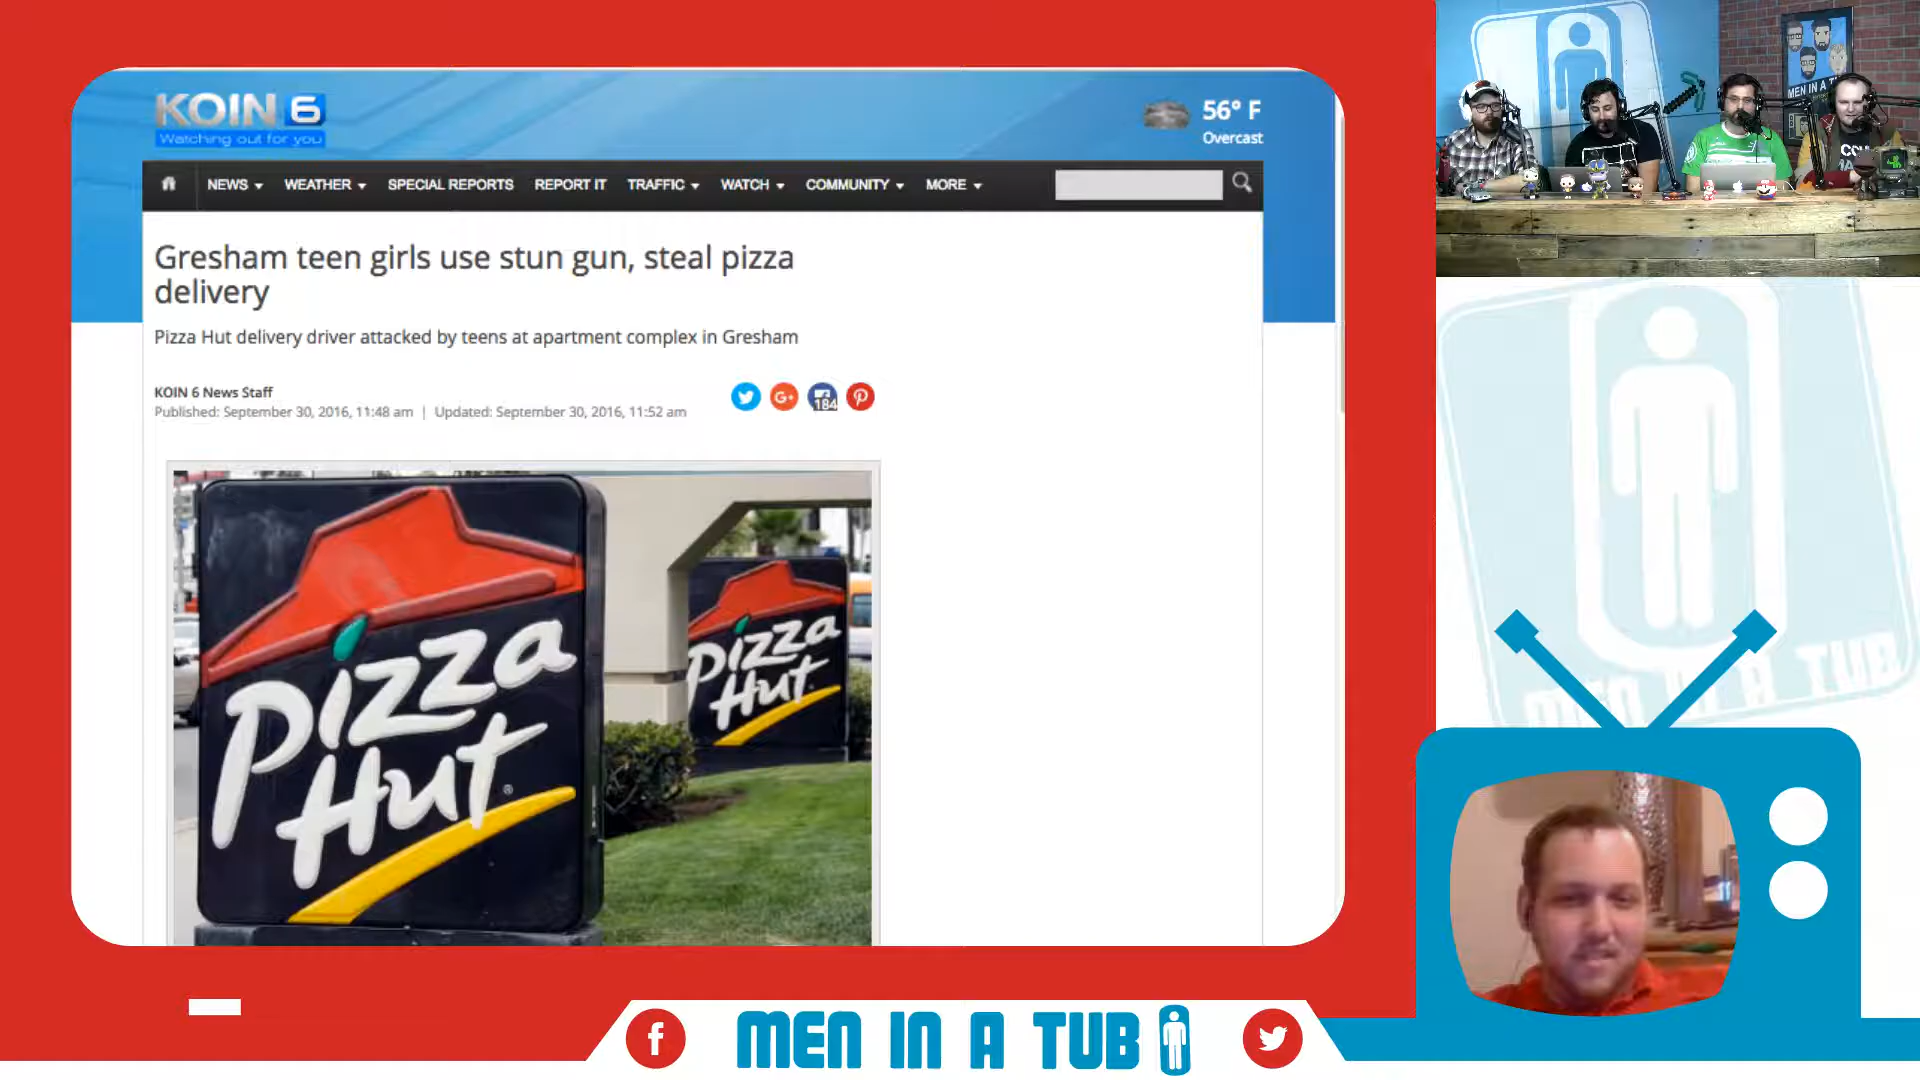 KOIN 6
Watching out for you
56° F
Overcast
NEWS WEATHER SPECIAL REPORTS REPORT IT TRAFFIC WATCH COMMUNITY MORE
Gresham teen girls use stun gun, steal pizza
delivery
Pizza Hut delivery driver attacked by teens at apartment complex in Gresham
KOIN 6 News Staff
Published: September 30, 2016, 11:48 am | Updated: September 30, 2016, 11:52 am
G+
184
Pizza
Hut
®
Pizza
Hut
MEN IN A TUB
MEN IN A TUB
MEN IN A TUB